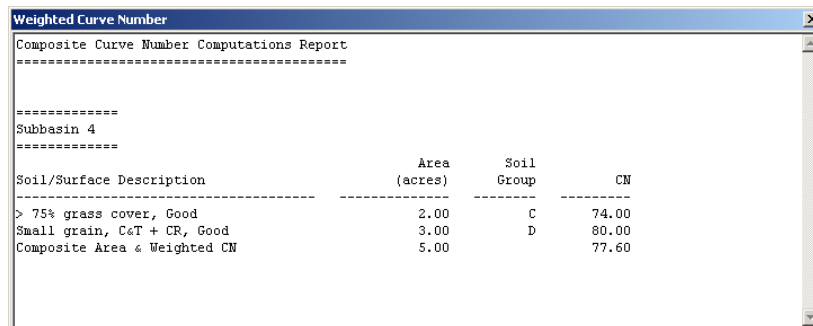 Weighted Curve Number
Composite Curve Number Computations Report
==========================================
=============
Subbasin 4
=============
Area Soil
Soil/Surface Description (acres) Group CN
-------------------------------------- -------------- -------- ---------
> 75% grass cover, Good 2.00 C 74.00
Small grain, C&T + CR, Good 3.00 D 80.00
Composite Area & Weighted CN 5.00 77.60